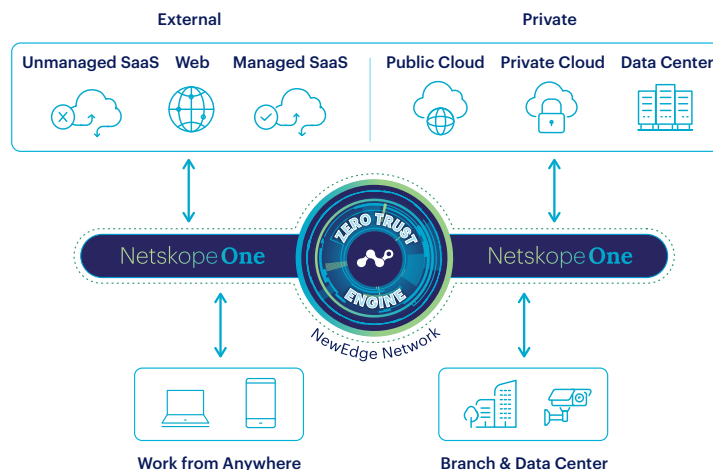 External
Private
Unmanaged SaaS
Web
Managed SaaS
Public Cloud
Private Cloud
Data Center
Netskope One
ZERO TRUST
ENGINE
Netskope One
NewEdge Network
Work from Anywhere
Branch & Data Center